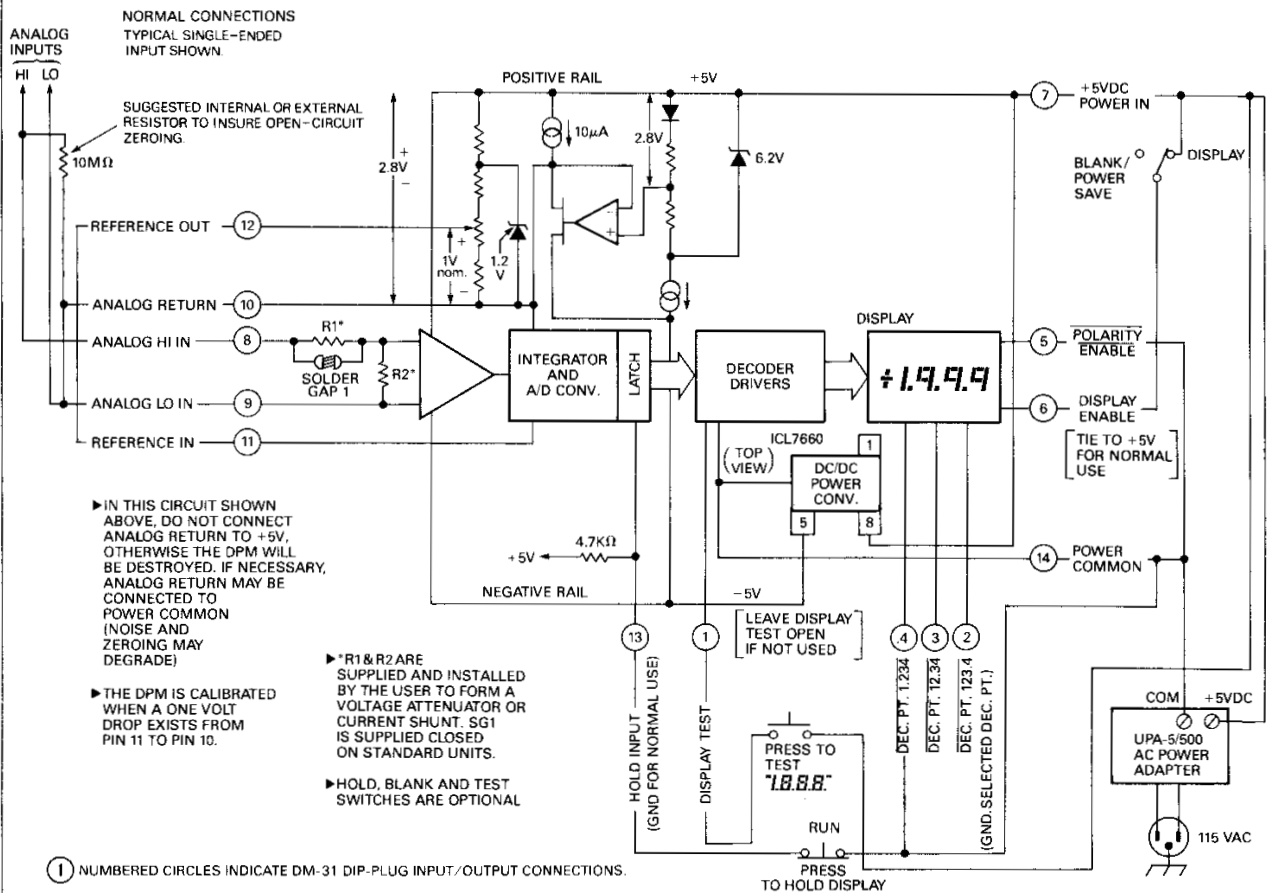 NORMAL CONNECTIONS
TYPICAL SINGLE-ENDED
INPUT SHOWN.
ANALOG
INPUTS
HI LO
SUGGESTED INTERNAL OR EXTERNAL
RESISTOR TO INSURE OPEN-CIRCUIT
ZEROING.
10MΩ
POSITIVE RAIL
+5V
+
2.8V
−
10µA
2.8V
6.2V
7
+5VDC
POWER IN
BLANK/
POWER
SAVE
DISPLAY
REFERENCE OUT
12
+
1V
nom.
−
1.2
V
−
+
ANALOG RETURN
10
ANALOG HI IN
8
R1*
SOLDER
GAP 1
R2*
ANALOG LO IN
9
REFERENCE IN
11
INTEGRATOR
AND
A/D CONV.
LATCH
DECODER
DRIVERS
DISPLAY
+1.9.9.9
5
POLARITY
ENABLE
6
DISPLAY
ENABLE
[TIE TO +5V
FOR NORMAL
USE]
ICL7660
(TOP
VIEW)
1
DC/DC
POWER
CONV.
5
8
14
POWER
COMMON
+5V
4.7KΩ
NEGATIVE RAIL
−5V
▶IN THIS CIRCUIT SHOWN
ABOVE, DO NOT CONNECT
ANALOG RETURN TO +5V,
OTHERWISE THE DPM WILL
BE DESTROYED. IF NECESSARY,
ANALOG RETURN MAY BE
CONNECTED TO
POWER COMMON
(NOISE AND
ZEROING MAY
DEGRADE)
▶THE DPM IS CALIBRATED
WHEN A ONE VOLT
DROP EXISTS FROM
PIN 11 TO PIN 10.
▶*R1&R2 ARE
SUPPLIED AND INSTALLED
BY THE USER TO FORM A
VOLTAGE ATTENUATOR OR
CURRENT SHUNT. SG1
IS SUPPLIED CLOSED
ON STANDARD UNITS.
▶HOLD, BLANK AND TEST
SWITCHES ARE OPTIONAL
13
1
[LEAVE DISPLAY
TEST OPEN
IF NOT USED]
.4
3
2
HOLD INPUT
(GND FOR NORMAL USE)
DISPLAY TEST
DEC. PT. 1.234
DEC. PT. 12.34
DEC. PT. 123.4
(GND. SELECTED DEC. PT.)
PRESS TO
TEST
"1.8.8.8."
RUN
PRESS
TO HOLD DISPLAY
COM
+5VDC
UPA-5/500
AC POWER
ADAPTER
115 VAC
1 NUMBERED CIRCLES INDICATE DM-31 DIP-PLUG INPUT/OUTPUT CONNECTIONS.